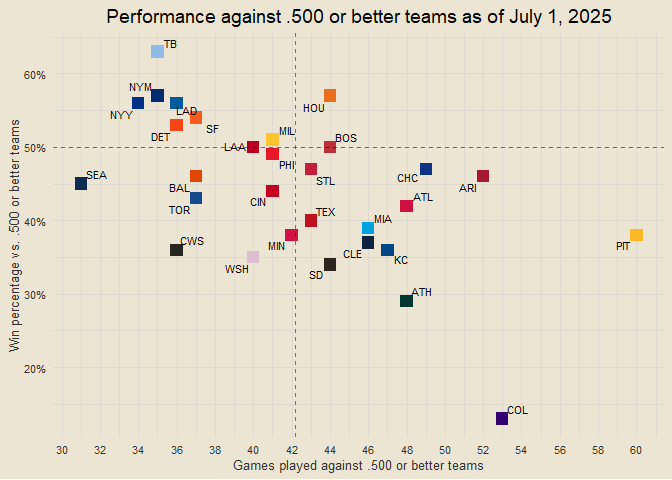 Performance against .500 or better teams as of July 1, 2025
TB
60%
NYM
HOU
NYY
LAD
SF
DET
MIL
BOS
50%
LAA
PHI
SEA
STL
CHC
BAL
ARI
CIN
ATL
TOR
TEX
MIA
40%
CWS
MIN
PIT
CLE
KC
WSH
SD
ATH
30%
20%
COL
Win percentage vs. .500 or better teams
30 32 34 36 38 40 42 44 46 48 50 52 54 56 58 60
Games played against .500 or better teams